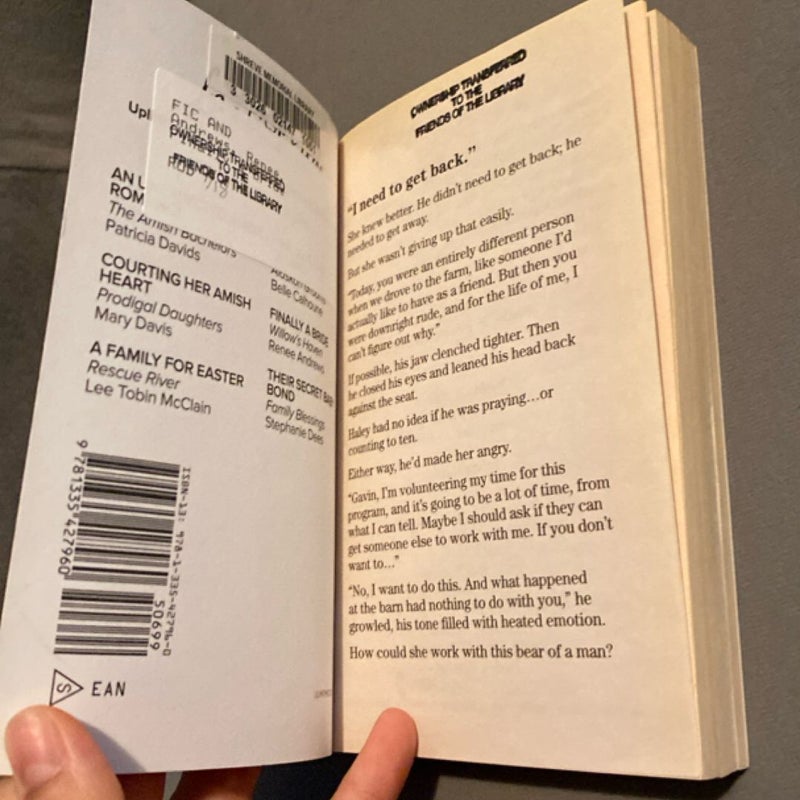 SHREVE MEMORIAL LIBRARY
FIC AND
Andrews, Renee,
OWNERSHIP TRANSFERRED
TO THE
FRIENDS OF THE LIBRARY
Upl
AN U
ROM
The Amish Bachelors
Patricia Davids
COURTING HER AMISH
HEART
Prodigal Daughters
Mary Davis
A FAMILY FOR EASTER
Rescue River
Lee Tobin McClain
Belle Calhoune
FINALLY A BRIDE
Willow's Haven
Renee Andrews
THEIR SECRET BA
BOND
Family Blessings
Stephanie Dees
9 781335 427960
ISBN-13: 978-1-335-42796-0
50699
S EAN
OWNERSHIP TRANSFERRED
TO THE
FRIENDS OF THE LIBRARY
"I need to get back."
She knew better. He didn't need to get back; he
needed to get away.
But she wasn't giving up that easily.
"Today, you were an entirely different person
when we drove to the farm, like someone I'd
actually like to have as a friend. But then you
were downright rude, and for the life of me, I
can't figure out why."
If possible, his jaw clenched tighter. Then
he closed his eyes and leaned his head back
against the seat.
Haley had no idea if he was praying…or
counting to ten.
Either way, he'd made her angry.
"Gavin, I'm volunteering my time for this
program, and it's going to be a lot of time, from
what I can tell. Maybe I should ask if they can
get someone else to work with me. If you don't
want to…"
"No, I want to do this. And what happened
at the barn had nothing to do with you," he
growled, his tone filled with heated emotion.
How could she work with this bear of a man?